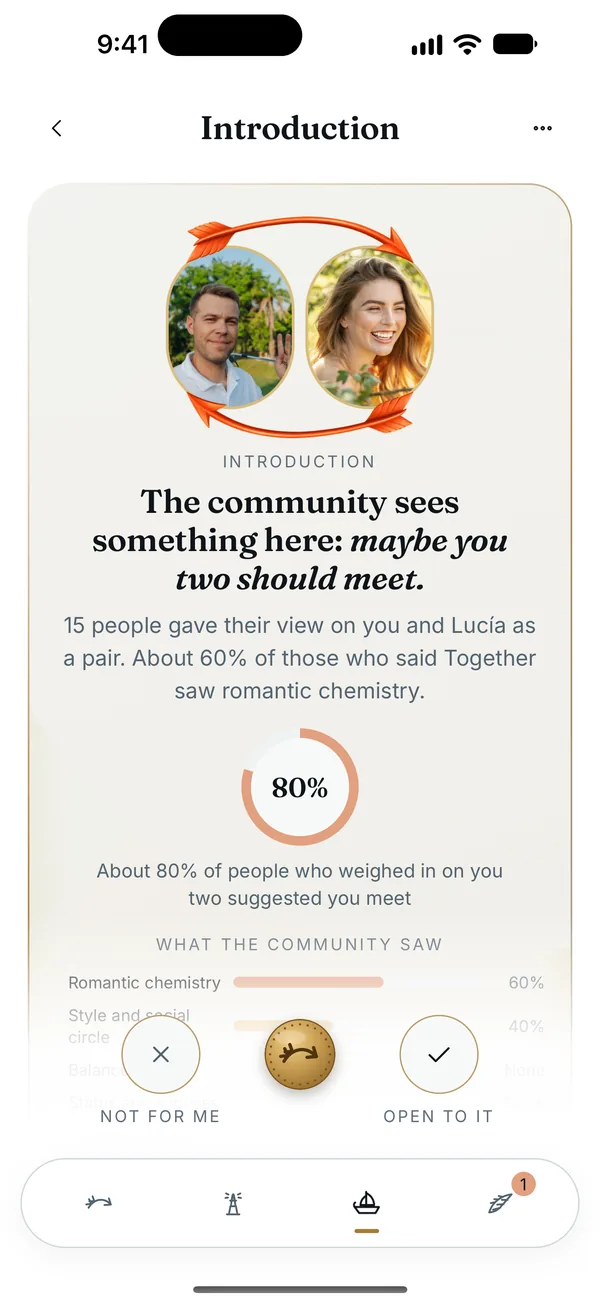 9:41
Introduction
INTRODUCTION
The community sees
something here: maybe you
two should meet.
15 people gave their view on you and Lucía as
a pair. About 60% of those who said Together
saw romantic chemistry.
80%
About 80% of people who weighed in on you
two suggested you meet
WHAT THE COMMUNITY SAW
Romantic chemistry 60%
Style and social
circle 40%
None
NOT FOR ME OPEN TO IT
1